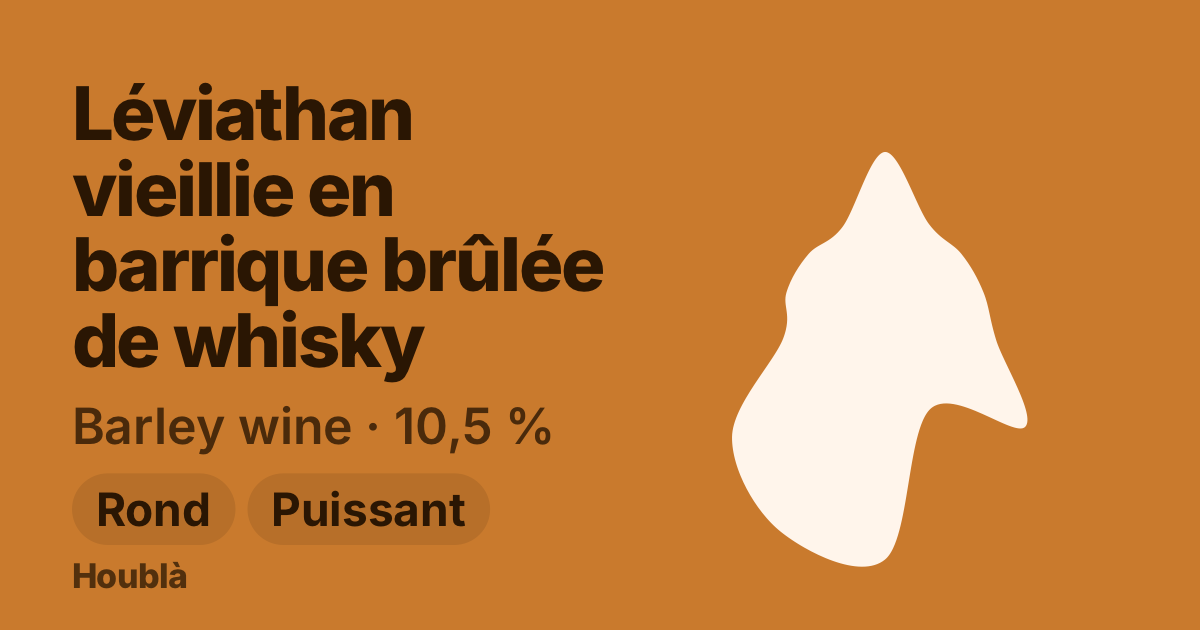 Léviathan
vieillie en
barrique brûlée
de whisky
Barley wine · 10,5 %
Rond Puissant
Houblà